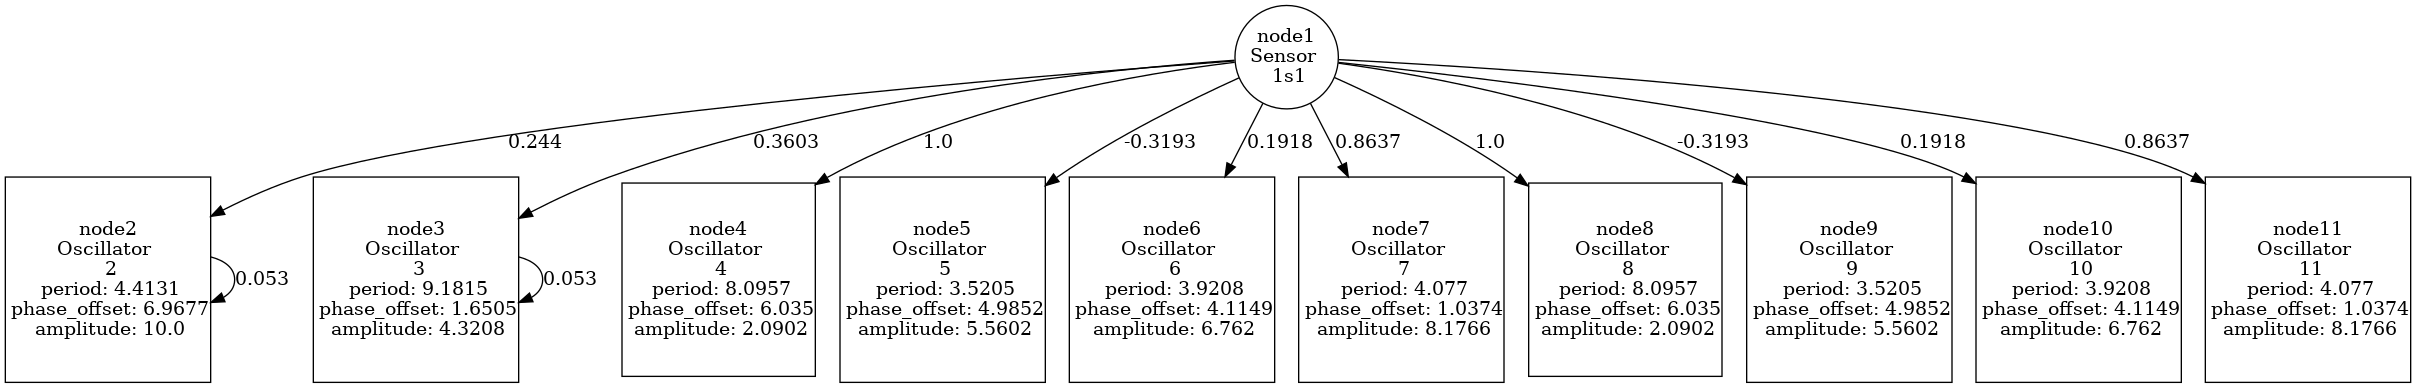 node1
Sensor
1s1
0.244
0.3603
1.0
-0.3193
0.1918
0.8637
1.0
-0.3193
0.1918
0.8637
node2
Oscillator
2
period: 4.4131
phase_offset: 6.9677
amplitude: 10.0
0.053
node3
Oscillator
3
period: 9.1815
phase_offset: 1.6505
amplitude: 4.3208
0.053
node4
Oscillator
4
period: 8.0957
phase_offset: 6.035
amplitude: 2.0902
node5
Oscillator
5
period: 3.5205
phase_offset: 4.9852
amplitude: 5.5602
node6
Oscillator
6
period: 3.9208
phase_offset: 4.1149
amplitude: 6.762
node7
Oscillator
7
period: 4.077
phase_offset: 1.0374
amplitude: 8.1766
node8
Oscillator
8
period: 8.0957
phase_offset: 6.035
amplitude: 2.0902
node9
Oscillator
9
period: 3.5205
phase_offset: 4.9852
amplitude: 5.5602
node10
Oscillator
10
period: 3.9208
phase_offset: 4.1149
amplitude: 6.762
node11
Oscillator
11
period: 4.077
phase_offset: 1.0374
amplitude: 8.1766